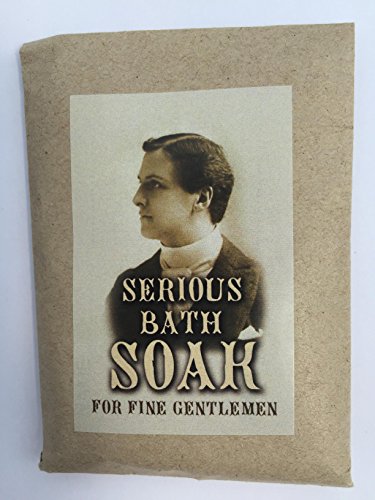 SERIOUS
BATH
SOAK
FOR FINE GENTLEMEN